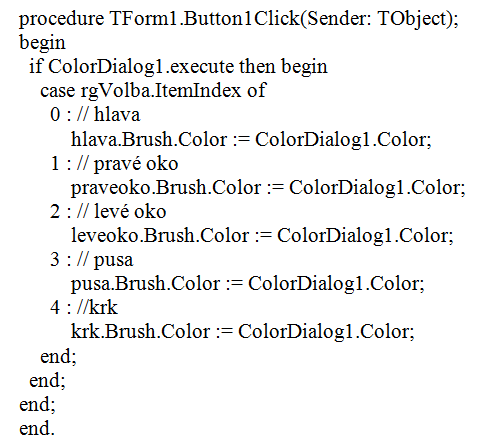 procedure TForm1.Button1Click(Sender: TObject);
begin
if ColorDialog1.execute then begin
case rgVolba.ItemIndex of
0 : // hlava
hlava.Brush.Color := ColorDialog1.Color;
1 : // pravé oko
praveoko.Brush.Color := ColorDialog1.Color;
2 : // levé oko
leveoko.Brush.Color := ColorDialog1.Color;
3 : // pusa
pusa.Brush.Color := ColorDialog1.Color;
4 : //krk
krk.Brush.Color := ColorDialog1.Color;
end;
end;
end;
end.